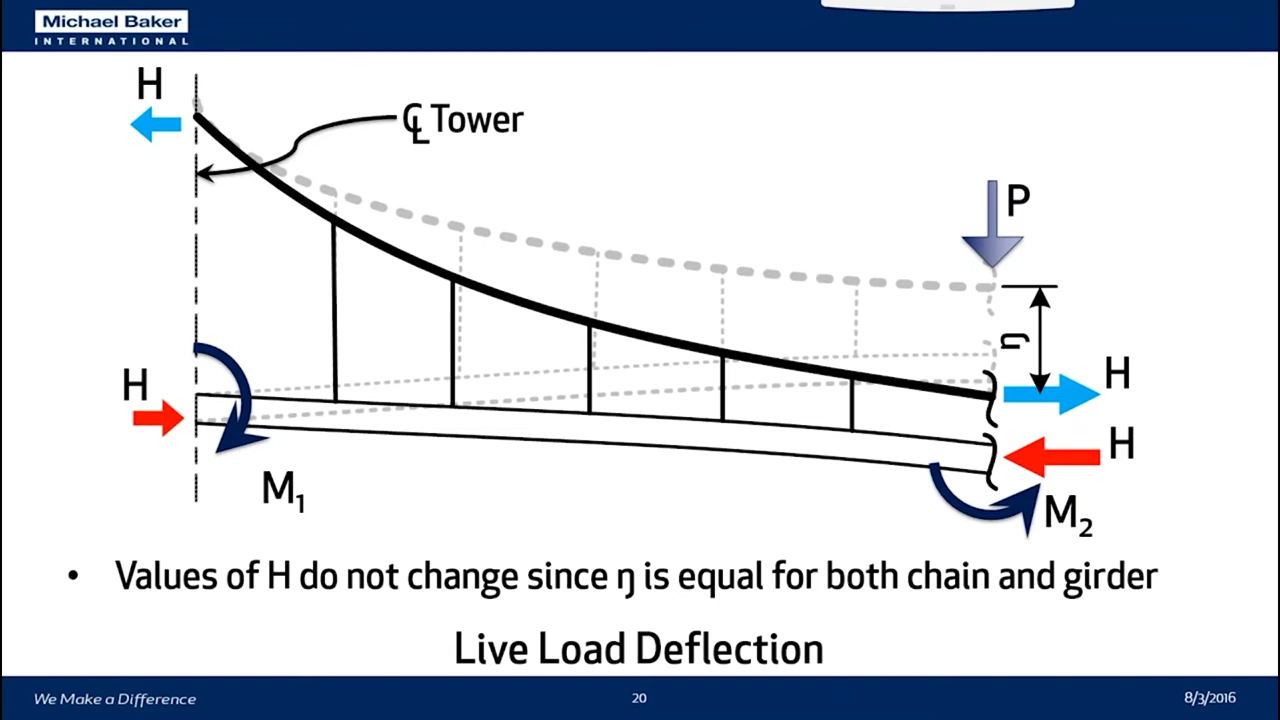 Michael Baker
INTERNATIONAL
H
℄ Tower
P
ŋ
H
H
H
M₁
M₂
• Values of H do not change since ŋ is equal for both chain and girder
Live Load Deflection
We Make a Difference
20
8/3/2016